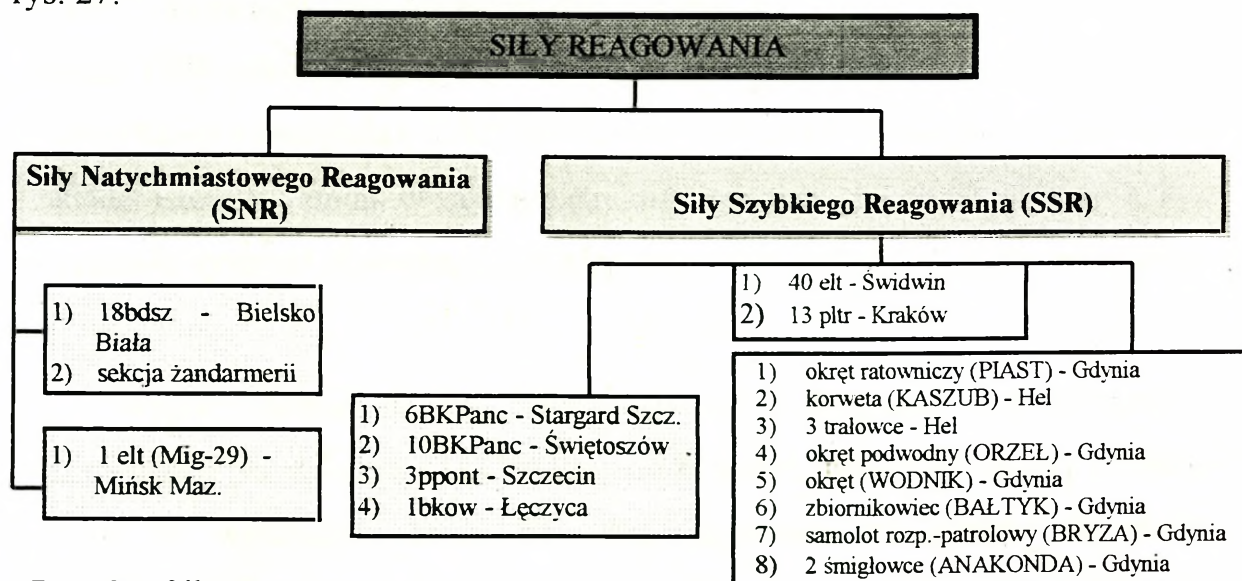 rys. 27.
SIŁY REAGOWANIA
Siły Natychmiastowego Reagowania
(SNR)
1) 18bdsz - Bielsko
Biała
2) sekcja żandarmerii
1) 1 elt (Mig-29) -
Mińsk Maz.
Siły Szybkiego Reagowania (SSR)
1) 6BKPanc - Stargard Szcz.
2) 10BKPanc - Świętoszów
3) 3ppont - Szczecin
4) 1bkow - Łęczyca
1) 40 elt - Świdwin
2) 13 pltr - Kraków
1) okręt ratowniczy (PIAST) - Gdynia
2) korweta (KASZUB) - Hel
3) 3 trałowce - Hel
4) okręt podwodny (ORZEŁ) - Gdynia
5) okręt (WODNIK) - Gdynia
6) zbiornikowiec (BAŁTYK) - Gdynia
7) samolot rozp.-patrolowy (BRYZA) - Gdynia
8) 2 śmigłowce (ANAKONDA) - Gdynia